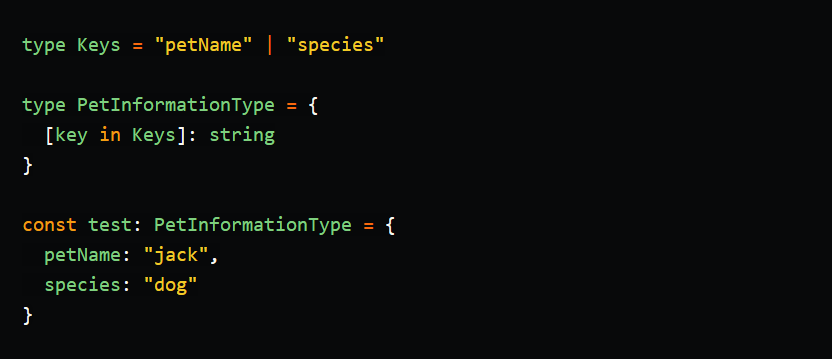 type Keys = "petName" | "species"
type PetInformationType = {
  [key in Keys]: string
}
const test: PetInformationType = {
  petName: "jack",
  species: "dog"
}